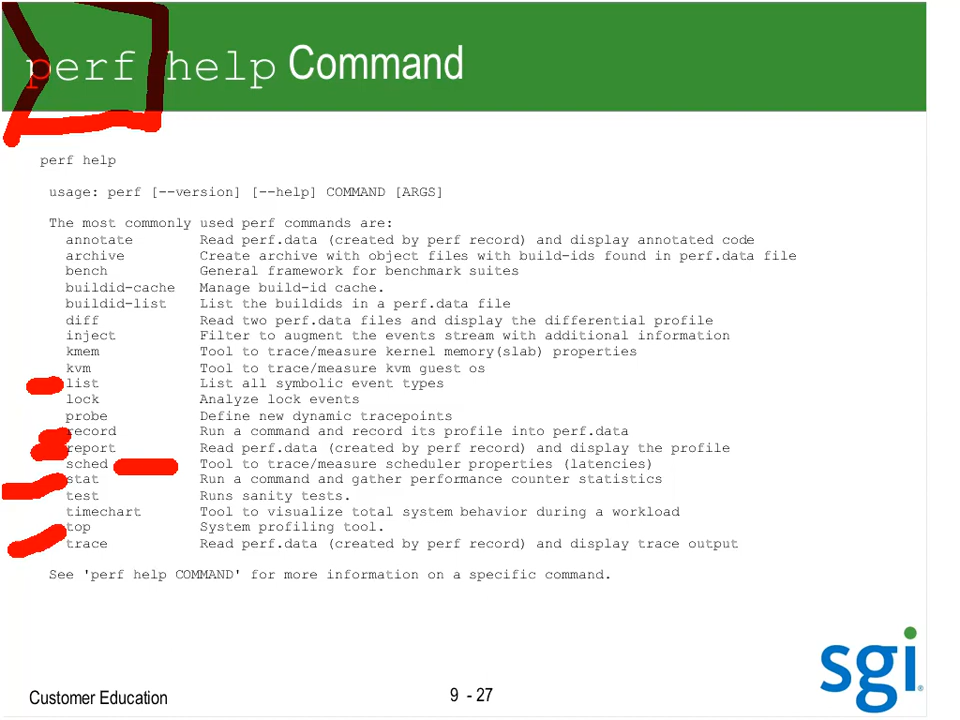 perf help Command
perf help
usage: perf [--version] [--help] COMMAND [ARGS]
The most commonly used perf commands are:
annotate Read perf.data (created by perf record) and display annotated code
archive Create archive with object files with build-ids found in perf.data file
bench General framework for benchmark suites
buildid-cache Manage build-id cache.
buildid-list List the buildids in a perf.data file
diff Read two perf.data files and display the differential profile
inject Filter to augment the events stream with additional information
kmem Tool to trace/measure kernel memory(slab) properties
kvm Tool to trace/measure kvm guest os
list List all symbolic event types
lock Analyze lock events
probe Define new dynamic tracepoints
record Run a command and record its profile into perf.data
report Read perf.data (created by perf record) and display the profile
sched Tool to trace/measure scheduler properties (latencies)
stat Run a command and gather performance counter statistics
test Runs sanity tests.
timechart Tool to visualize total system behavior during a workload
top System profiling tool.
trace Read perf.data (created by perf record) and display trace output
See 'perf help COMMAND' for more information on a specific command.
sgi®
Customer Education 9 - 27